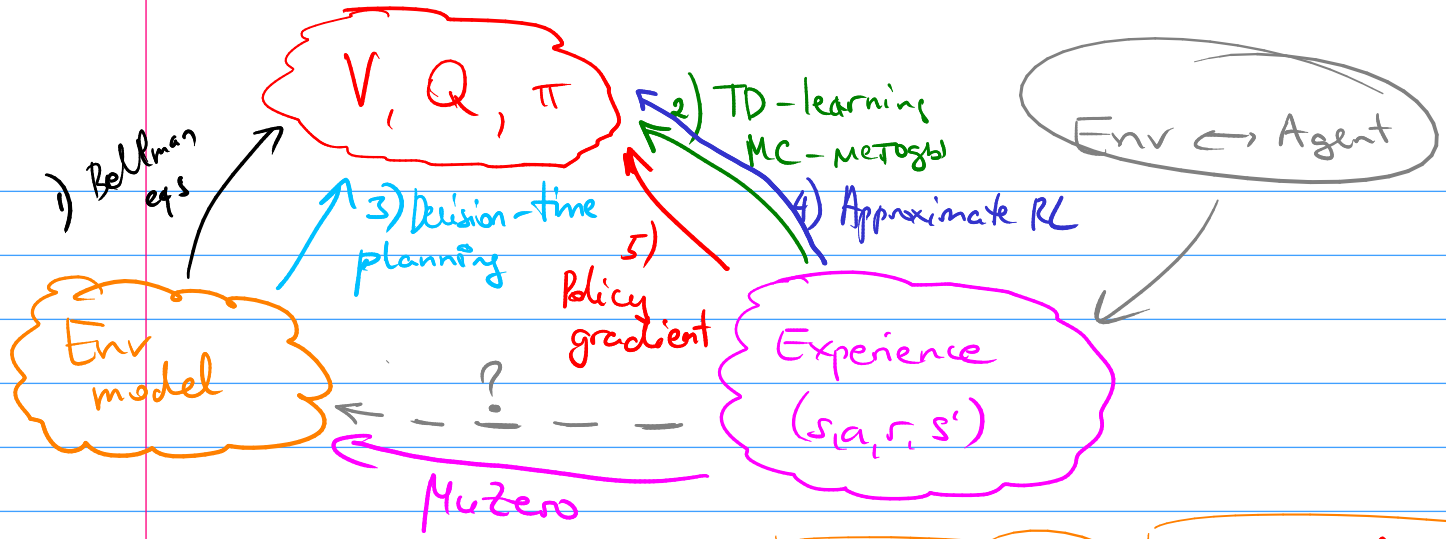 V, Q, π
2) TD-learning
MC-методы
Env ↔ Agent
1) Bellman
eqs
3) Decision-time
planning
4) Approximate RL
5)
Policy
gradient
Env
model
Experience
(s, a, r, s')
?
MuZero